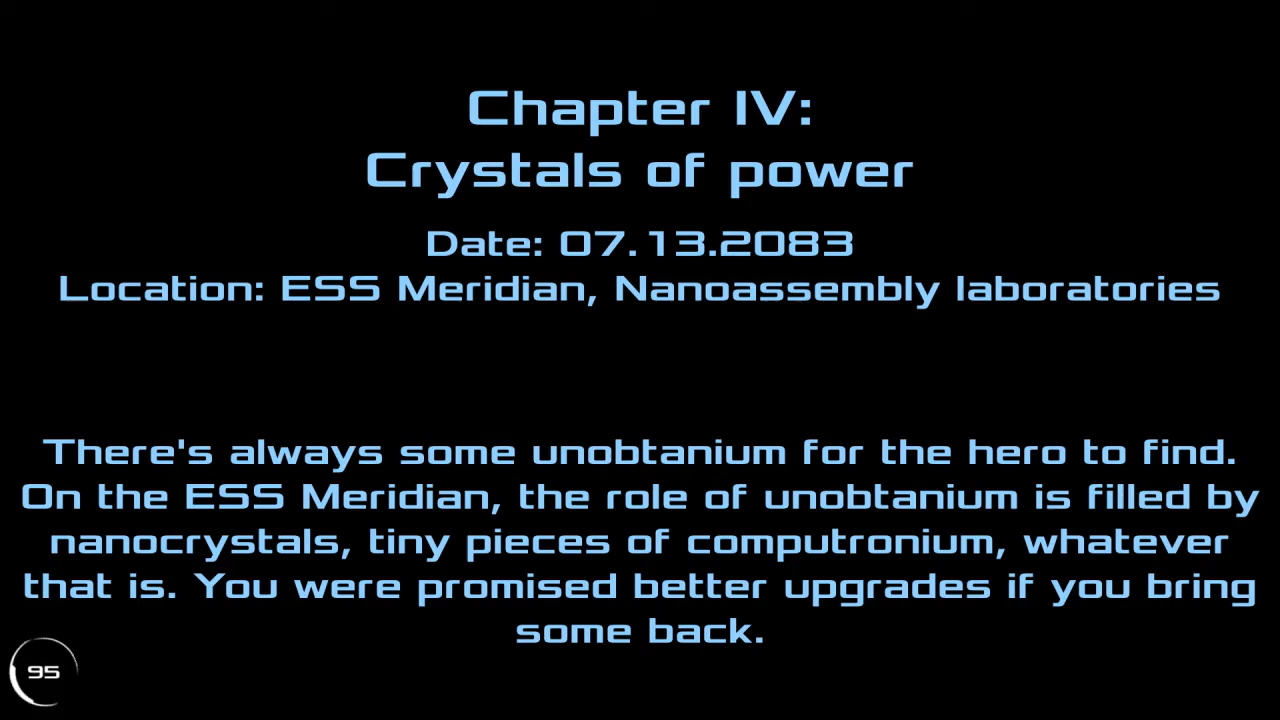 Chapter IV:
Crystals of power
Date: 07.13.2083
Location: ESS Meridian, Nanoassembly laboratories
There's always some unobtanium for the hero to find.
On the ESS Meridian, the role of unobtanium is filled by
nanocrystals, tiny pieces of computronium, whatever
that is. You were promised better upgrades if you bring
some back.
95